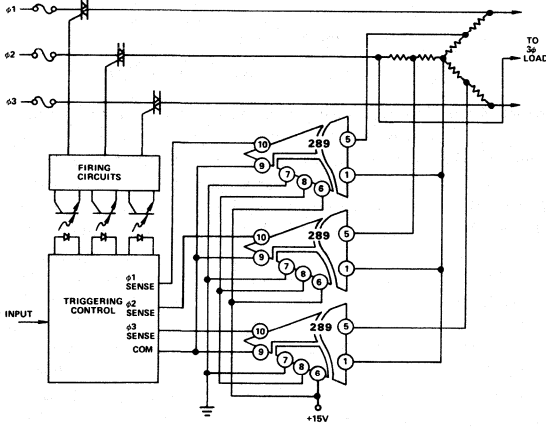 φ1
φ2
φ3
TO
3φ
LOAD
FIRING
CIRCUITS
INPUT
TRIGGERING
CONTROL
φ1
SENSE
φ2
SENSE
φ3
SENSE
COM
10
9
289
7
8
6
5
1
10
9
289
7
8
6
5
1
10
9
289
7
8
6
5
1
+15V